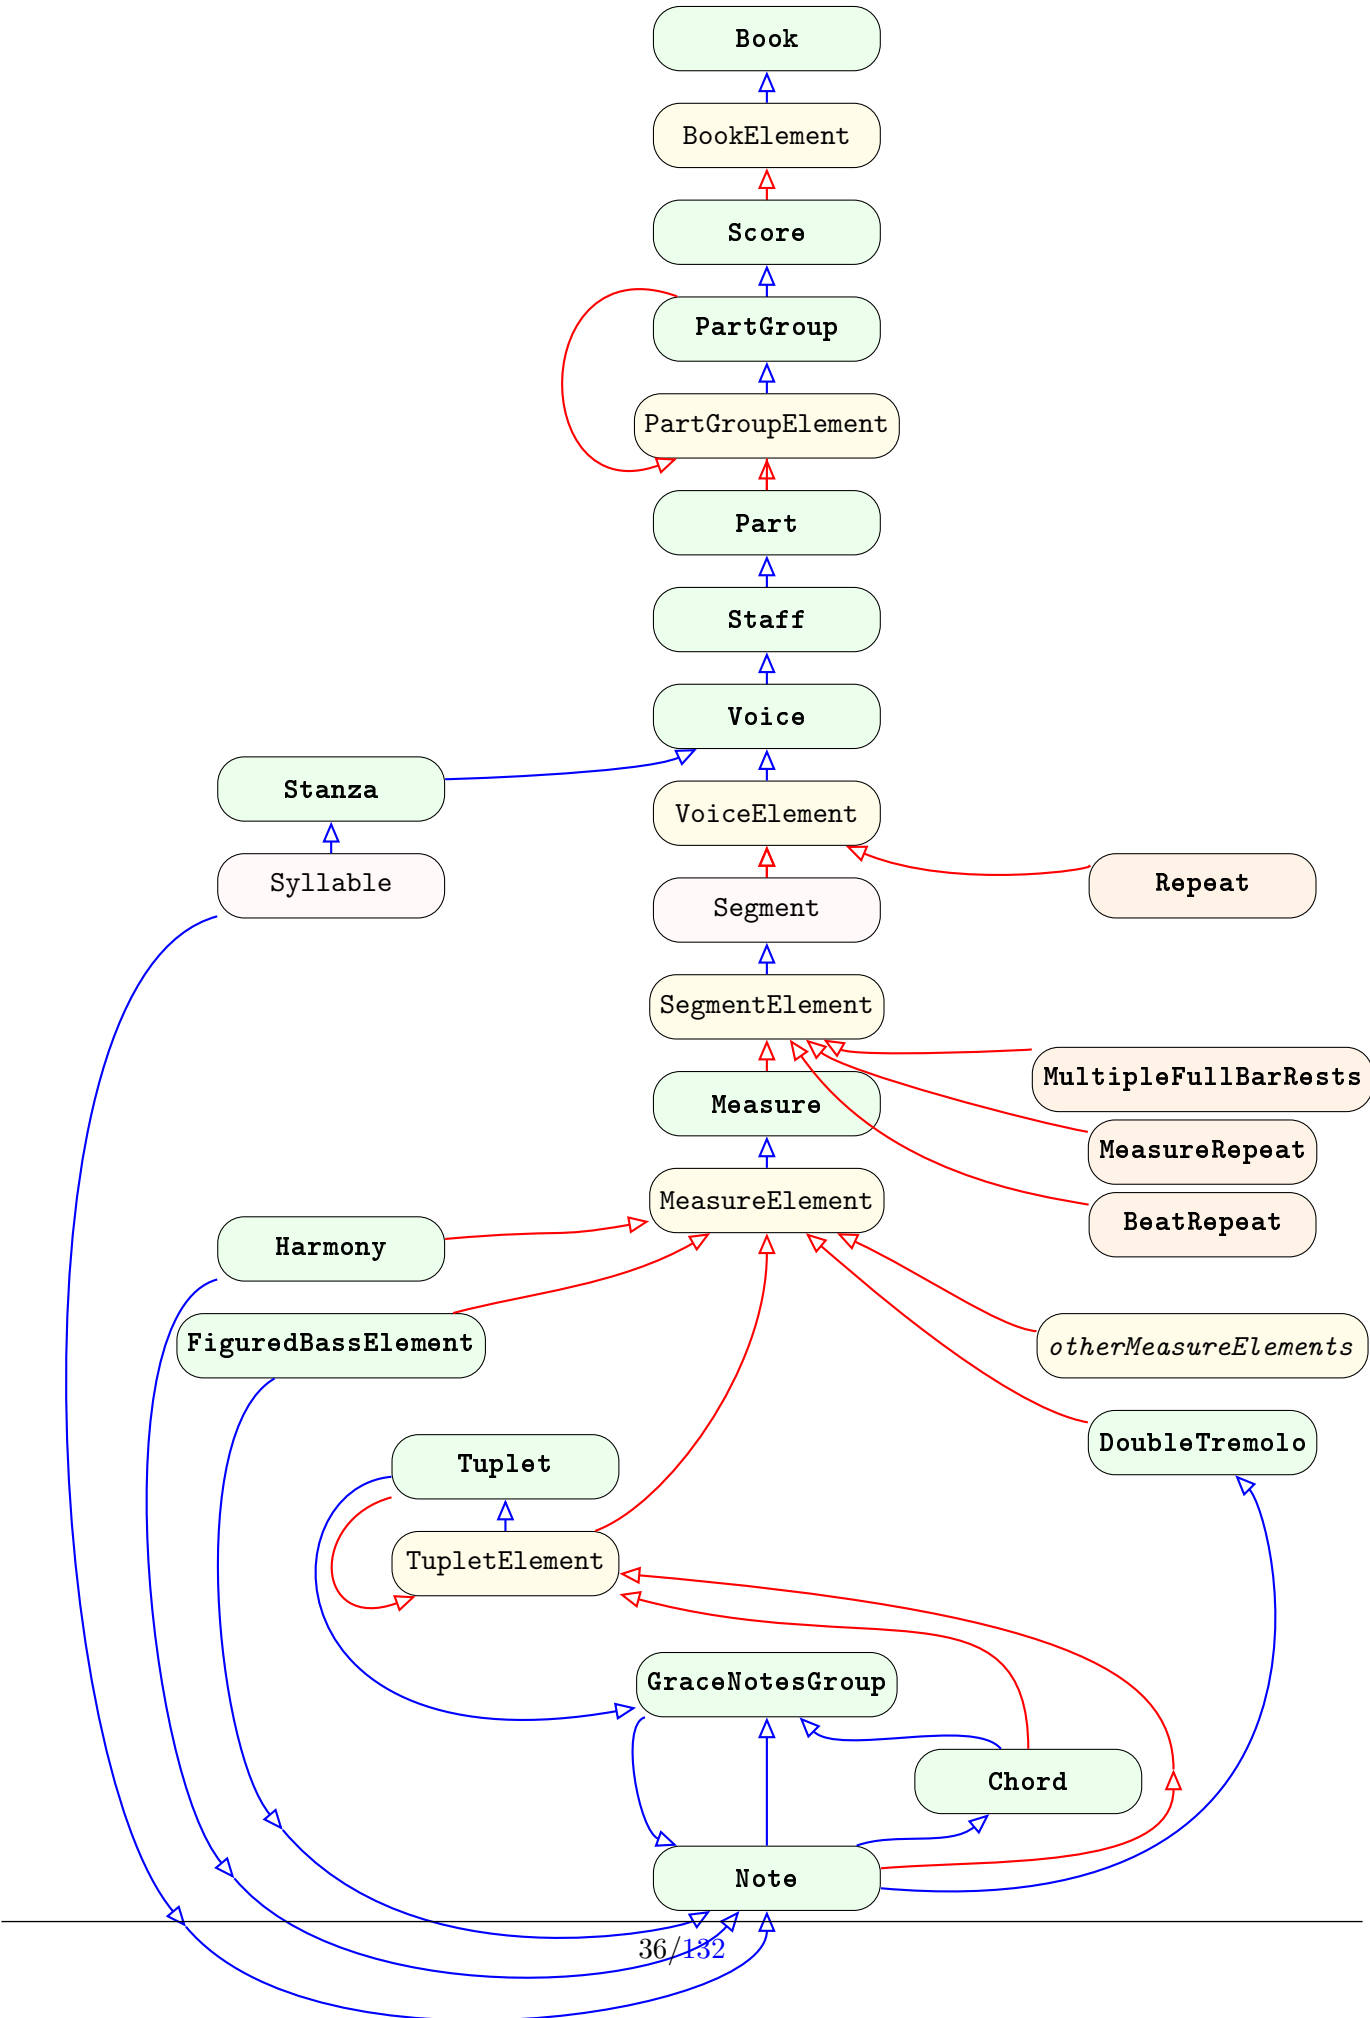 Book
BookElement
Score
PartGroup
PartGroupElement
Part
Staff
Voice
Stanza
VoiceElement
Syllable
Repeat
Segment
SegmentElement
MultipleFullBarRests
Measure
MeasureRepeat
MeasureElement
BeatRepeat
Harmony
FiguredBassElement
otherMeasureElements
DoubleTremolo
Tuplet
TupletElement
GraceNotesGroup
Chord
Note
36/132